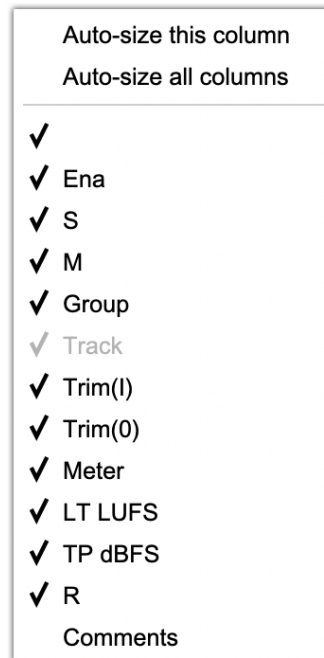 Auto-size this column
Auto-size all columns
Ena
S
M
Group
Track
Trim(I)
Trim(0)
Meter
LT LUFS
TP dBFS
R
Comments